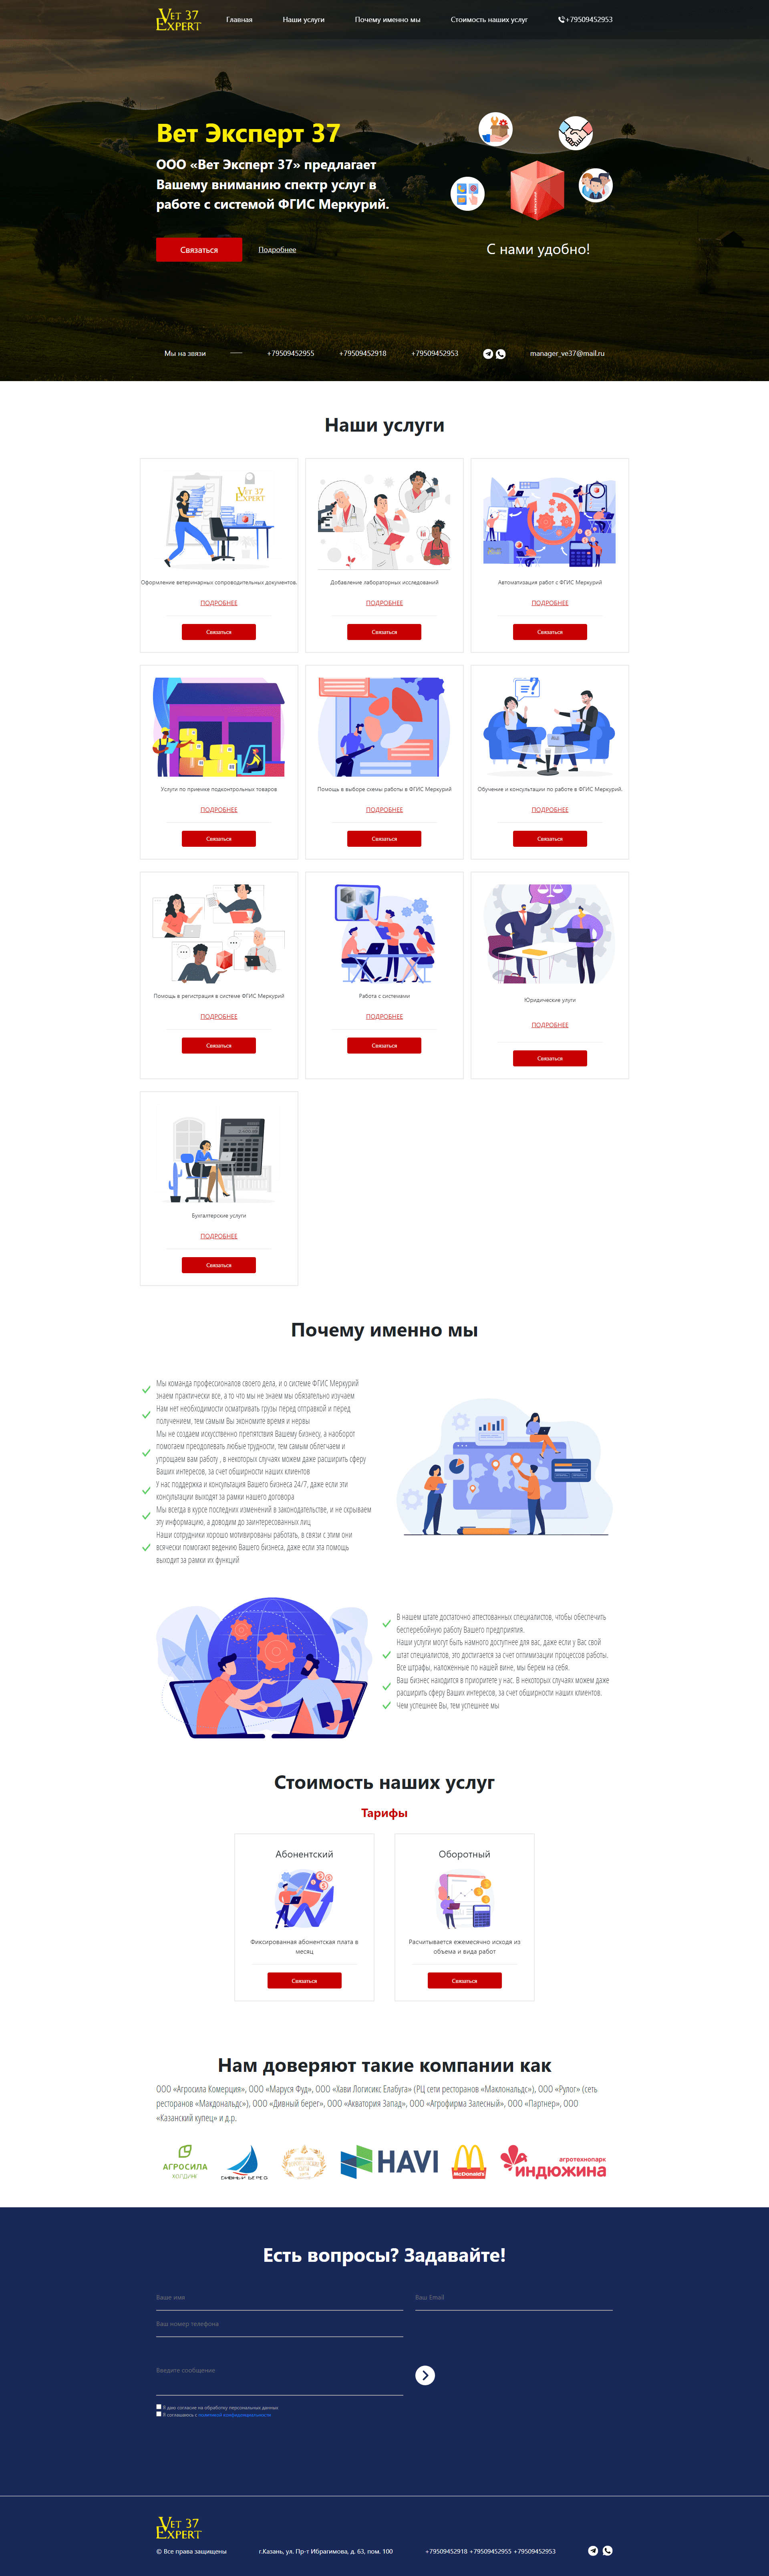 VET 37
EXPERT
Главная
Наши услуги
Почему именно мы
Стоимость наших услуг
+79509452953
Вет Эксперт 37
ООО «Вет Эксперт 37» предлагает
Вашему вниманию спектр услуг в
работе с системой ФГИС Меркурий.
Связаться
Подробнее
С нами удобно!
Мы на звязи
+79509452955
+79509452918
+79509452953
manager_ve37@mail.ru
Наши услуги
VET 37
EXPERT
Оформление ветеринарных сопроводительных документов.
ПОДРОБНЕЕ
Связаться
Добавление лабораторных исследований
ПОДРОБНЕЕ
Связаться
Автоматизация работ с ФГИС Меркурий
ПОДРОБНЕЕ
Связаться
Услуги по приемке подконтрольных товаров
ПОДРОБНЕЕ
Связаться
Помощь в выборе схемы работы в ФГИС Меркурий
ПОДРОБНЕЕ
Связаться
Обучение и консультации по работе в ФГИС Меркурий.
ПОДРОБНЕЕ
Связаться
Помощь в регистрация в системе ФГИС Меркурий
ПОДРОБНЕЕ
Связаться
Работа с системами
ПОДРОБНЕЕ
Связаться
Юридические улуги
ПОДРОБНЕЕ
Связаться
Бухгалтерские услуги
ПОДРОБНЕЕ
Связаться
Почему именно мы
Мы команда профессионалов своего дела, и о системе ФГИС Меркурий
знаем практически все, а то что мы не знаем мы обязательно изучаем
Нам нет необходимости осматривать грузы перед отправкой и перед
получением, тем самым Вы экономите время и нервы
Мы не создаем искусственно препятствия Вашему бизнесу, а наоборот
помогаем преодолевать любые трудности, тем самым облегчаем и
упрощаем вам работу , в некоторых случаях можем даже расширить сферу
Ваших интересов, за счет обширности наших клиентов
У нас поддержка и консультация Вашего бизнеса 24/7, даже если эти
консультации выходят за рамки нашего договора
Мы всегда в курсе последних изменений в законодательстве, и не скрываем
эту информацию, а доводим до заинтересованных лиц
Наши сотрудники хорошо мотивированы работать, в связи с этим они
всячески помогают ведению Вашего бизнеса, даже если эта помощь
выходит за рамки их функций
В нашем штате достаточно аттестованных специалистов, чтобы обеспечить
бесперебойную работу Вашего предприятия.
Наши услуги могут быть намного доступнее для вас, даже если у Вас свой
штат специалистов, это достигается за счет оптимизации процессов работы.
Все штрафы, наложенные по нашей вине, мы берем на себя.
Ваш бизнес находится в приоритете у нас. В некоторых случаях можем даже
расширить сферу Ваших интересов, за счет обширности наших клиентов.
Чем успешнее Вы, тем успешнее мы
Стоимость наших услуг
Тарифы
Абонентский
Фиксированная абонентская плата в
месяц
Связаться
Оборотный
Расчитывается ежемесячно исходя из
объема и вида работ
Связаться
Нам доверяют такие компании как
ООО «Агросила Комерция», ООО «Маруся Фуд», ООО «Хави Логисикс Елабуга» (РЦ сети ресторанов «Маклональдс»), ООО «Рулог» (сеть
ресторанов «Макдональдс»), ООО «Дивный берег», ООО «Акватория Запад», ООО «Агрофирма Залесный», ООО «Партнер», ООО
«Казанский купец» и д.р.
АГРОСИЛА
ХОЛДИНГ
ДИВНЫЙ БЕРЕГ
HAVI
McDonald's
агротехнопарк
ИНДЮЖИНА
Есть вопросы? Задавайте!
Ваше имя
Ваш Email
Ваш номер телефона
Введите сообщение
Я даю согласие на обработку персональных данных
Я соглашаюсь с политикой конфиденциальности
VET 37
EXPERT
© Все права защищены
г.Казань, ул. Пр-т Ибрагимова, д. 63, пом. 100
+79509452918 +79509452955 +79509452953